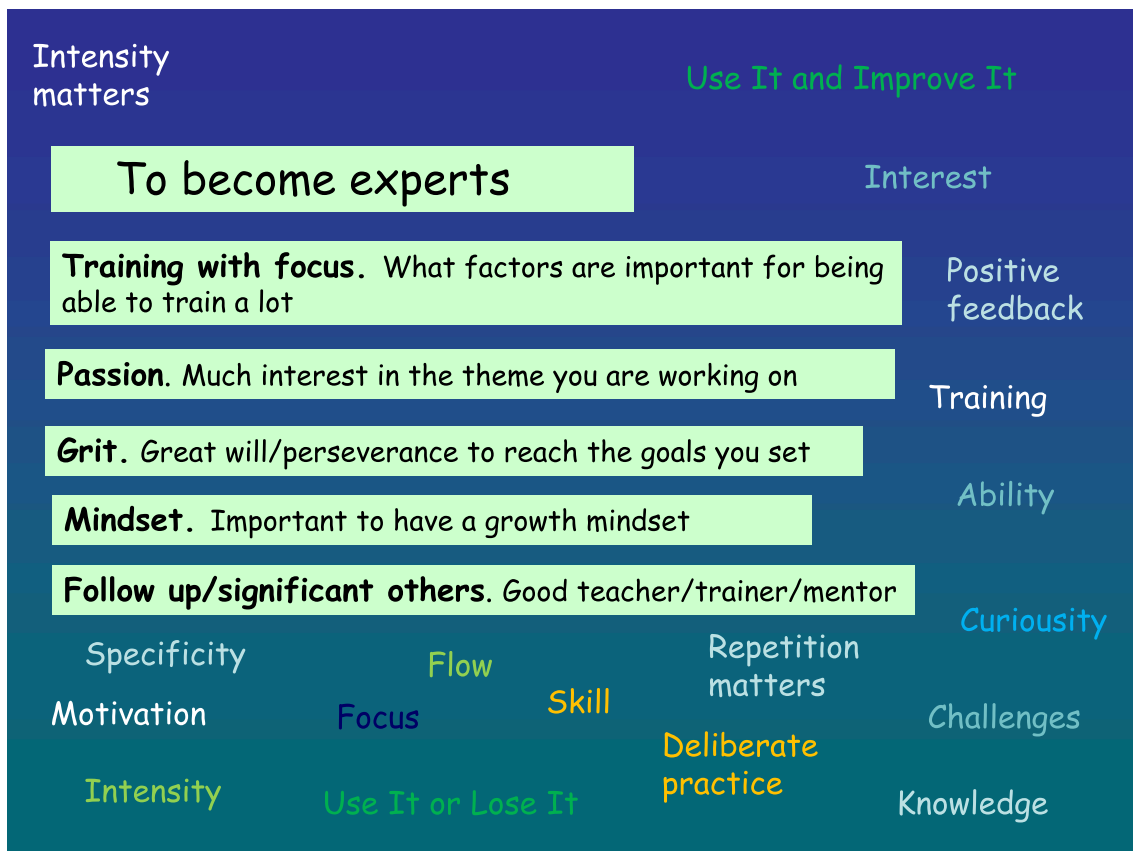 Intensity
matters
Use It and Improve It
To become experts
Interest
Training with focus. What factors are important for being
able to train a lot
Positive
feedback
Passion. Much interest in the theme you are working on
Training
Grit. Great will/perseverance to reach the goals you set
Ability
Mindset. Important to have a growth mindset
Follow up/significant others. Good teacher/trainer/mentor
Curiousity
Specificity
Flow
Repetition
matters
Skill
Motivation
Focus
Challenges
Deliberate
practice
Intensity
Use It or Lose It
Knowledge